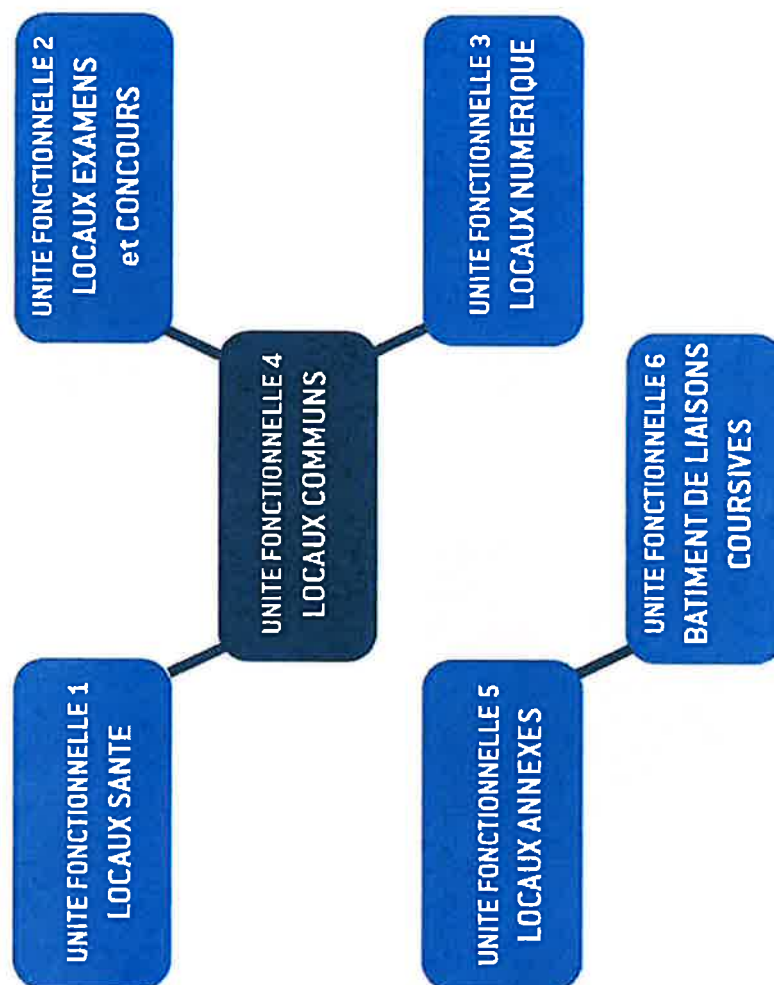 UNITE FONCTIONNELLE 1
LOCAUX SANTE
UNITE FONCTIONNELLE 2
LOCAUX EXAMENS
et CONCOURS
UNITE FONCTIONNELLE 4
LOCAUX COMMUNS
UNITE FONCTIONNELLE 5
LOCAUX ANNEXES
UNITE FONCTIONNELLE 3
LOCAUX NUMERIQUE
UNITE FONCTIONNELLE 6
BATIMENT DE LIAISONS
COURSIVES